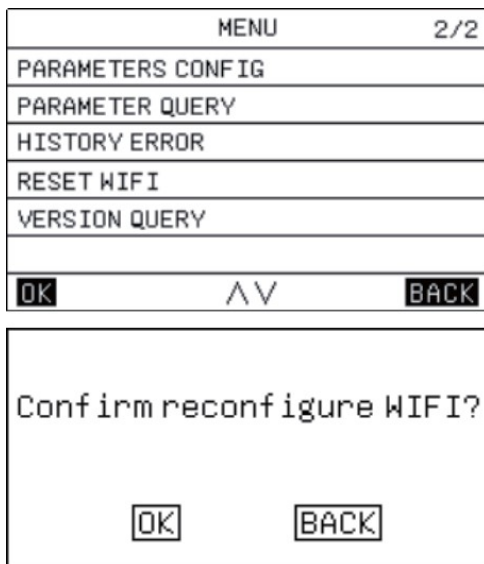 MENU 2/2
PARAMETERS CONFIG
PARAMETER QUERY
HISTORY ERROR
RESET WIFI
VERSION QUERY
OK ΛV BACK
Confirm reconfigure WIFI?
OK BACK